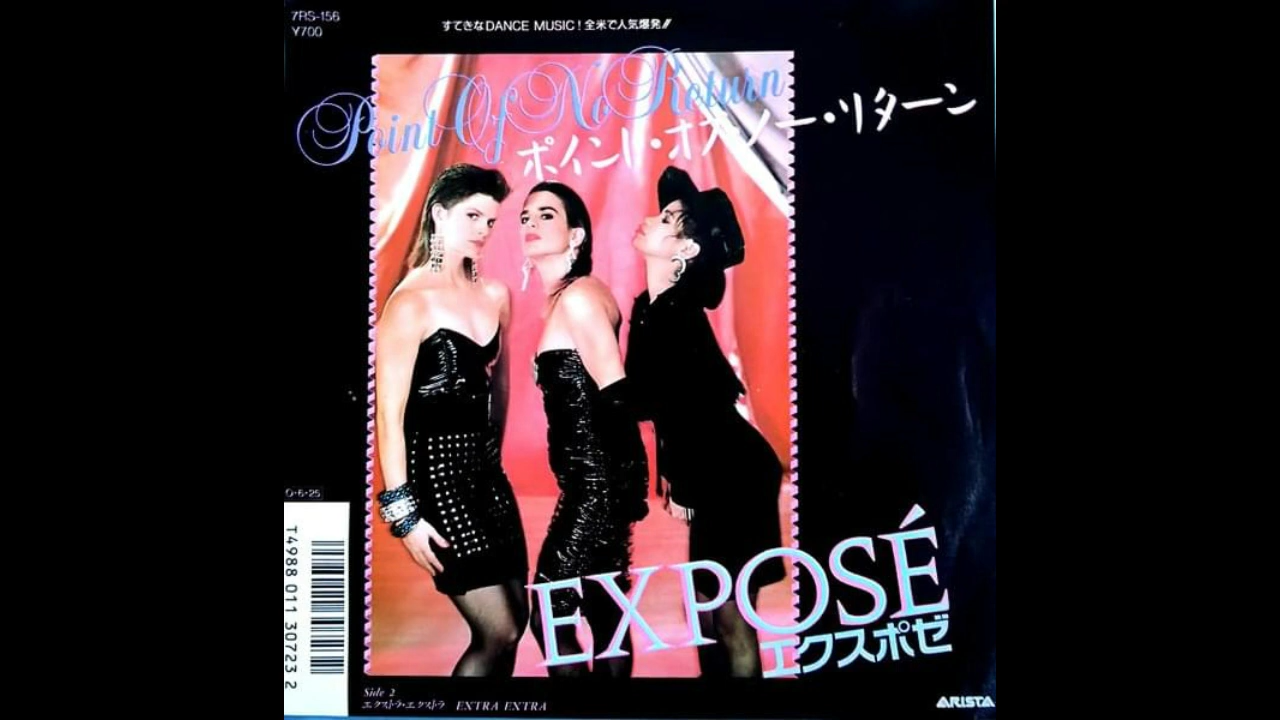 7RS-156
¥700
すてきなDANCE MUSIC！全米で人気爆発!!
Point Of No Return
ポイント・オブ・ノー・リターン
O・6・25
T4988 011 30723 2
EXPOSÉ
エクスポゼ
Side 2
エクストラ・エクストラ EXTRA EXTRA
ARISTA